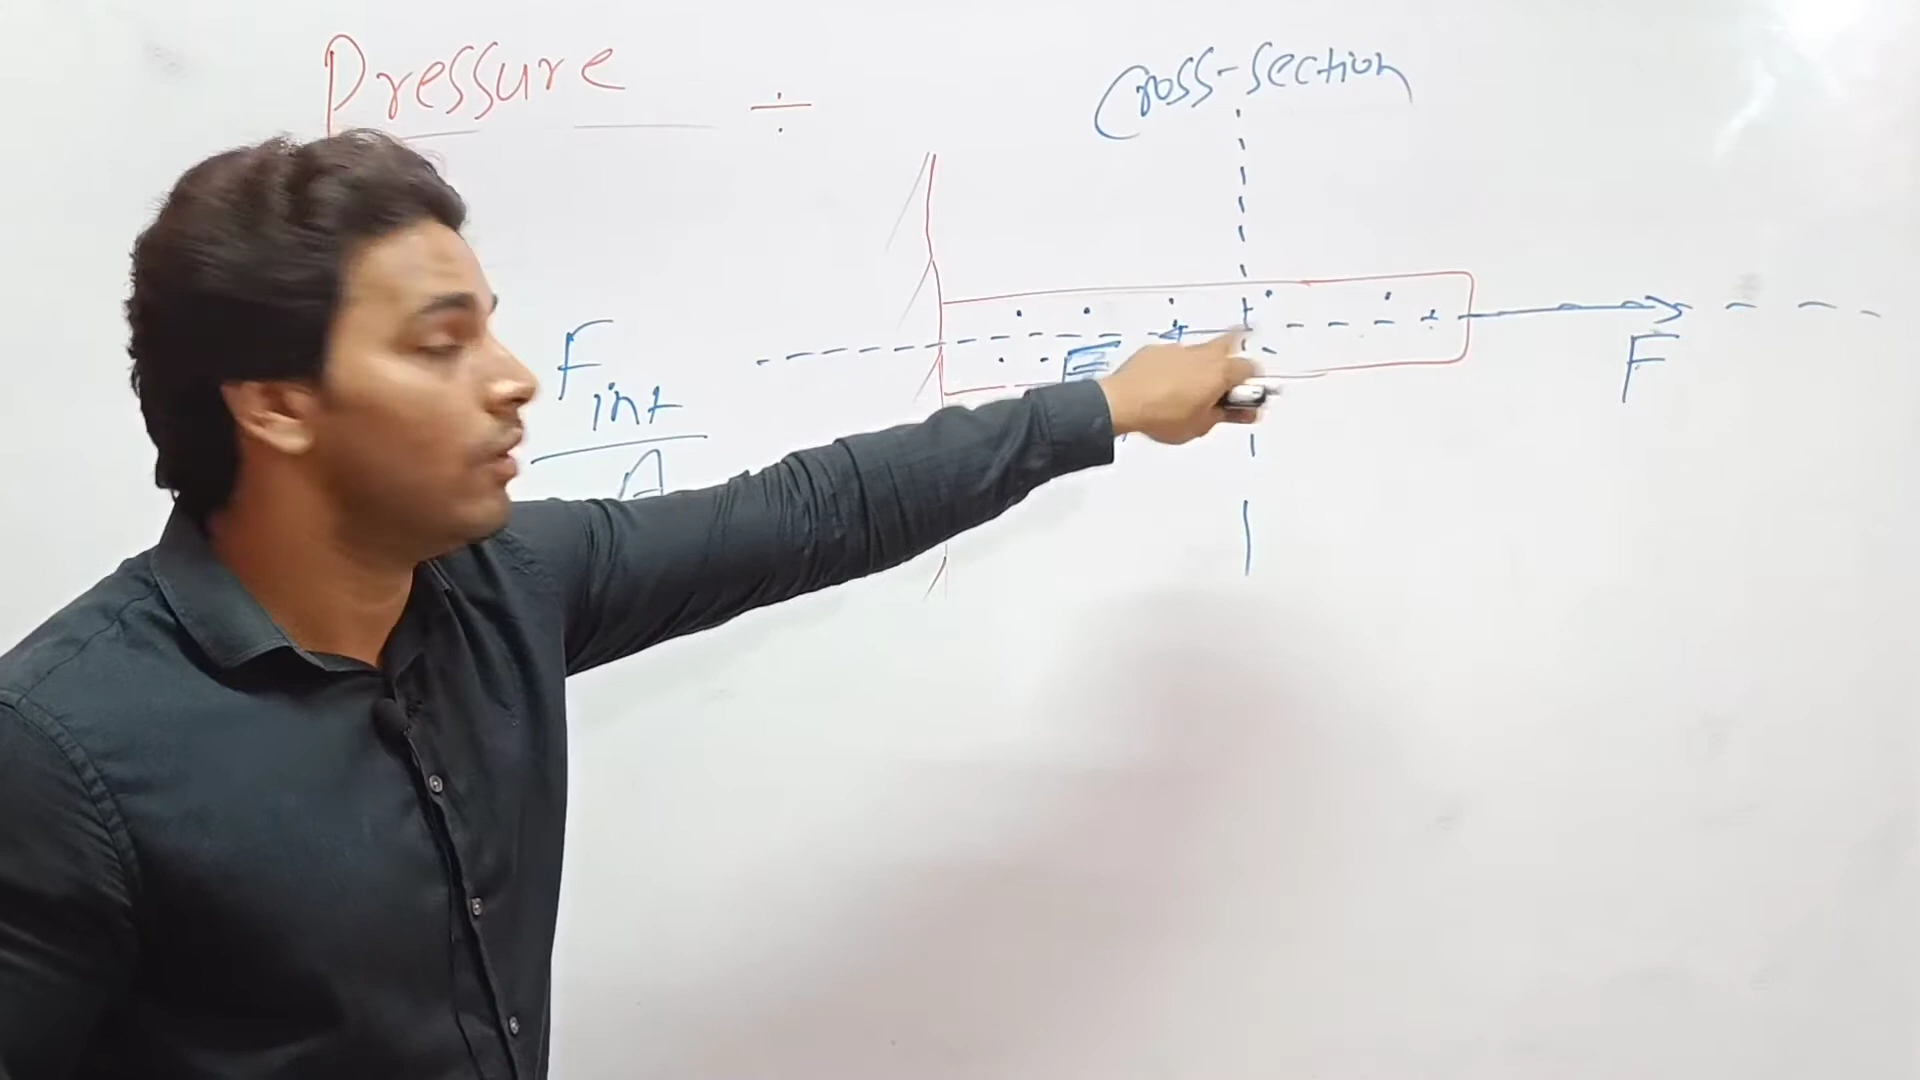 Pressure ÷
Cross-section
F
F int
A